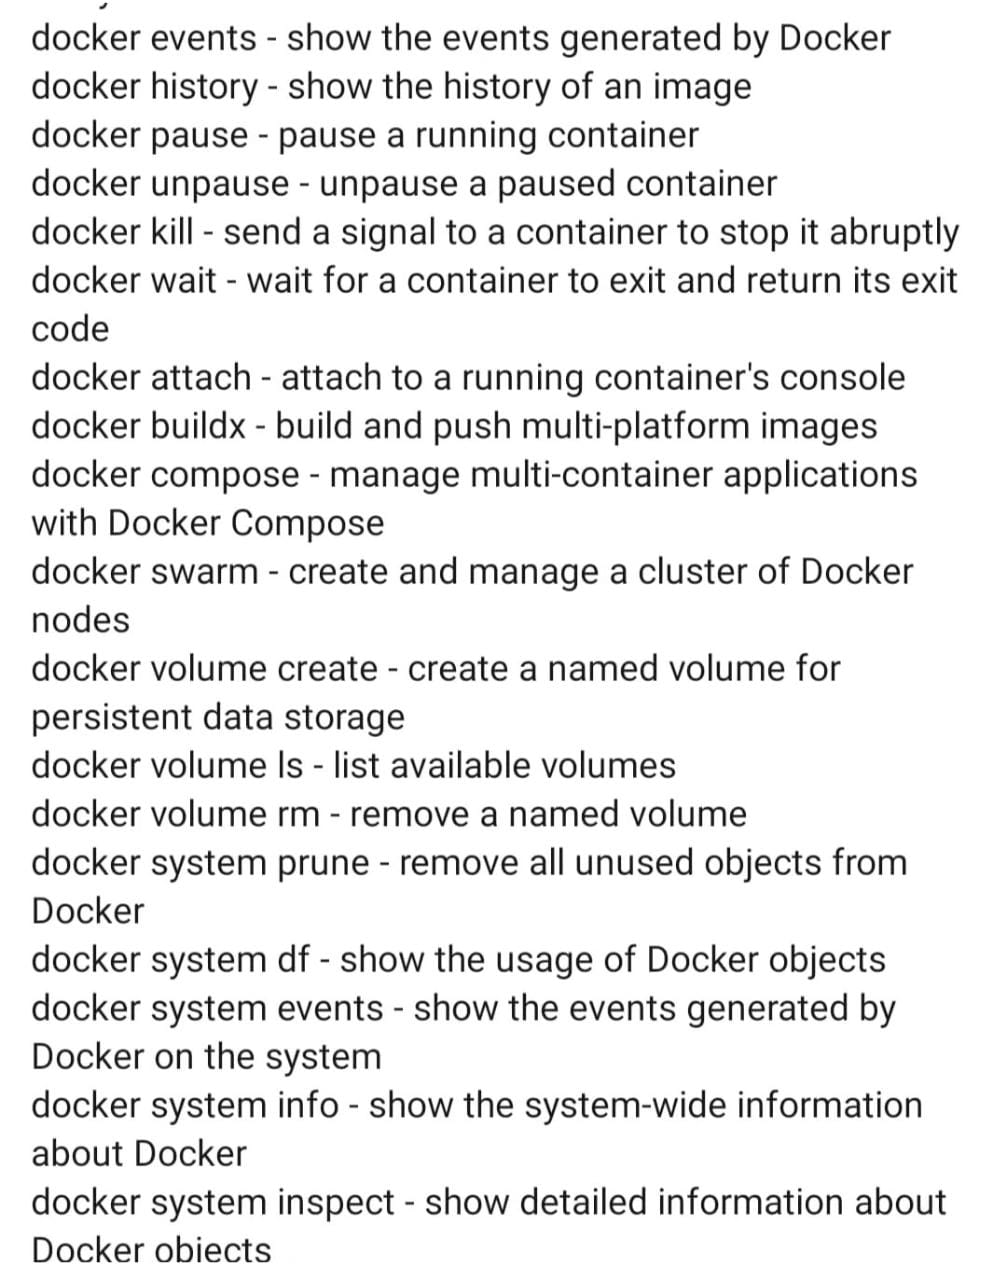 docker events - show the events generated by Docker
docker history - show the history of an image
docker pause - pause a running container
docker unpause - unpause a paused container
docker kill - send a signal to a container to stop it abruptly
docker wait - wait for a container to exit and return its exit
code
docker attach - attach to a running container's console
docker buildx - build and push multi-platform images
docker compose - manage multi-container applications
with Docker Compose
docker swarm - create and manage a cluster of Docker
nodes
docker volume create - create a named volume for
persistent data storage
docker volume ls - list available volumes
docker volume rm - remove a named volume
docker system prune - remove all unused objects from
Docker
docker system df - show the usage of Docker objects
docker system events - show the events generated by
Docker on the system
docker system info - show the system-wide information
about Docker
docker system inspect - show detailed information about
Docker objects